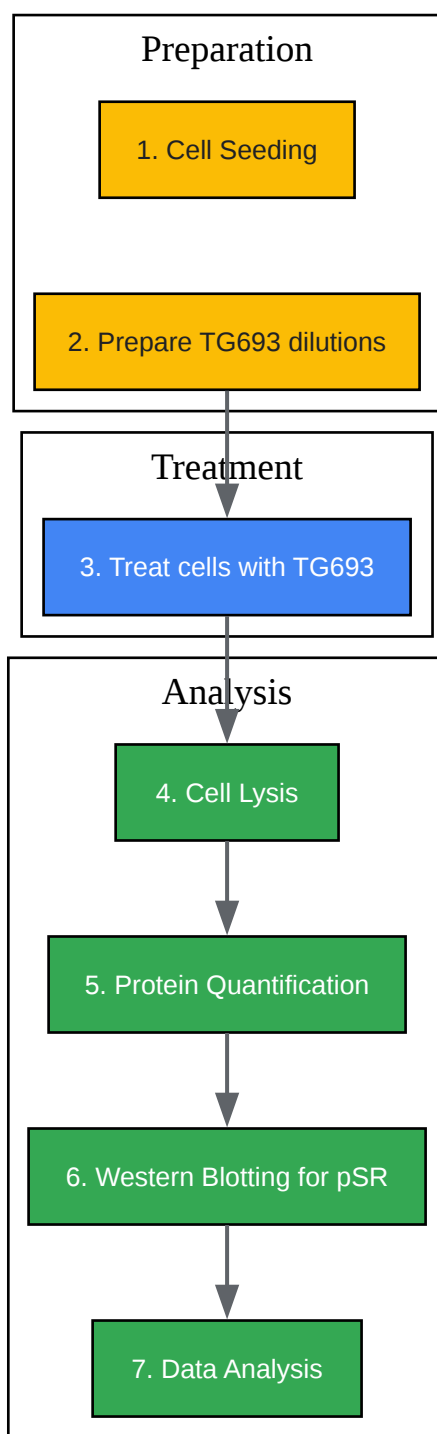 Preparation
1. Cell Seeding
2. Prepare TG693 dilutions
Treatment
3. Treat cells with TG693
Analysis
4. Cell Lysis
5. Protein Quantification
6. Western Blotting for pSR
7. Data Analysis